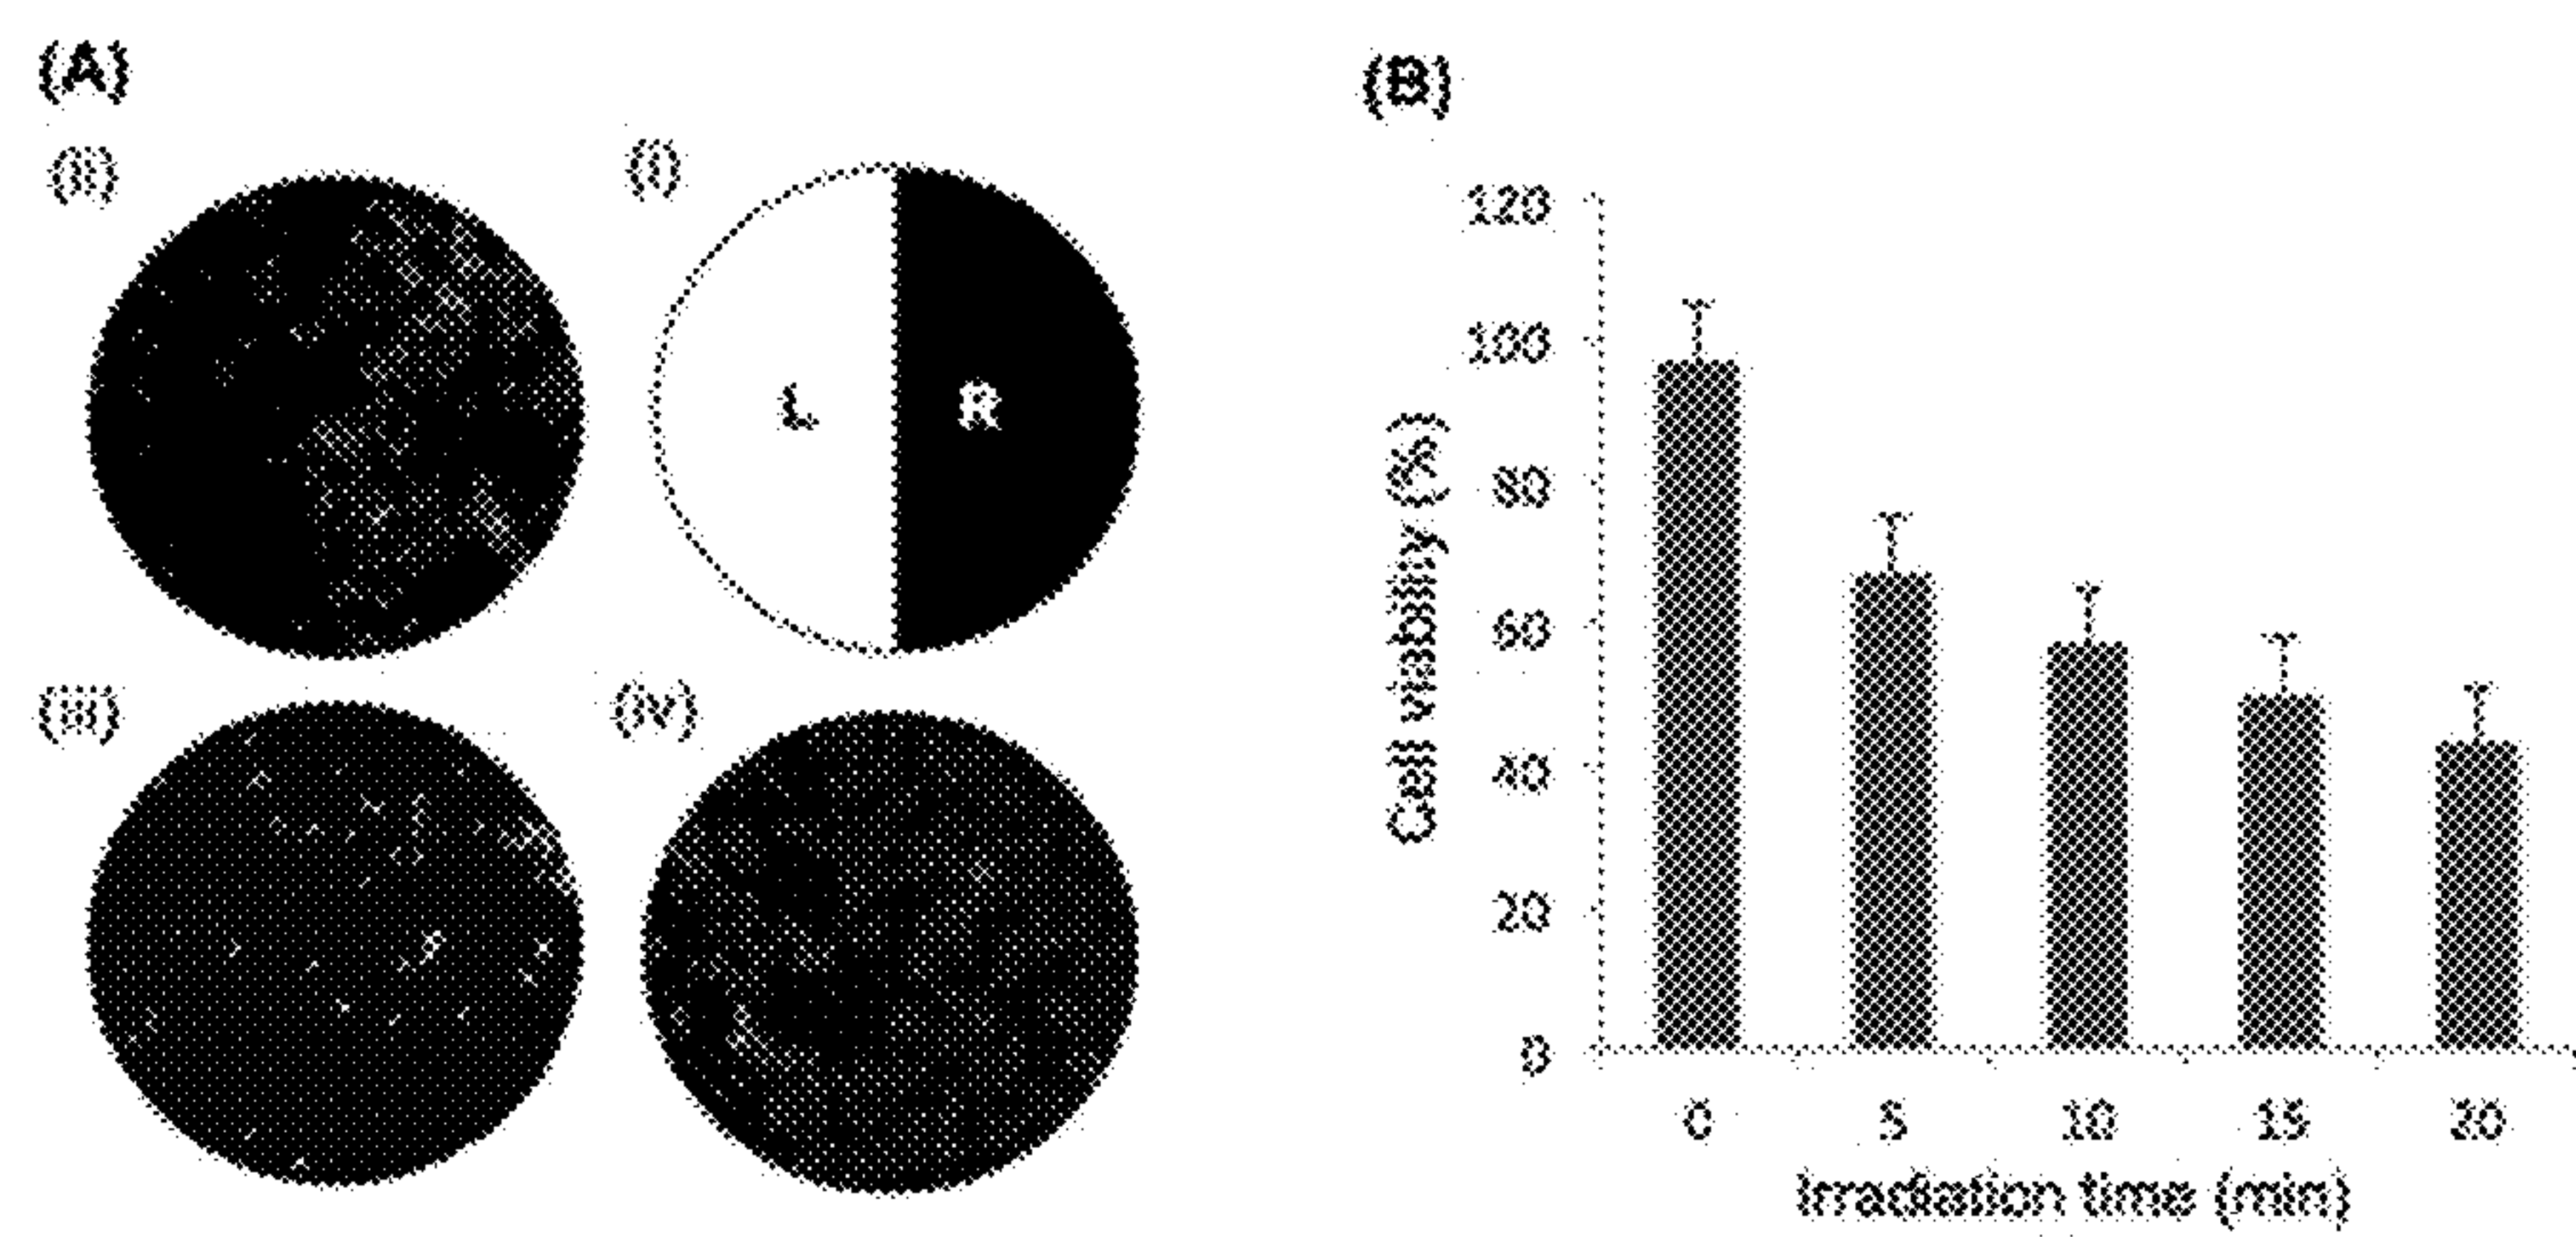 (A)
(ii)
(i)
L
R
(iii)
(iv)
(B)
Cell viability (%)
120
100
80
60
40
20
0
0 5 10 15 20
Irradiation time (min)